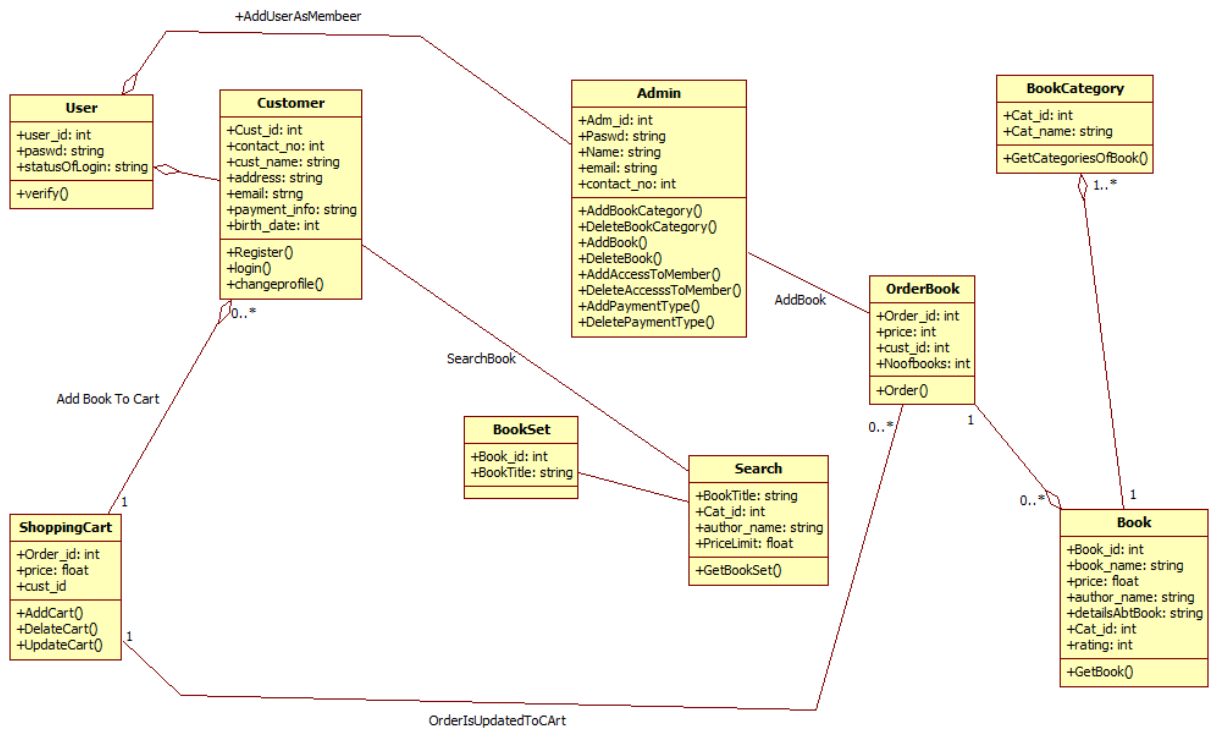 +AddUserAsMembeer
User
+user_id: int
+paswd: string
+statusOfLogin: string
+verify()
Customer
+Cust_id: int
+contact_no: int
+cust_name: string
+address: string
+email: strng
+payment_info: string
+birth_date: int
+Register()
+login()
+changeprofile()
0..*
Admin
+Adm_id: int
+Paswd: string
+Name: string
+email: string
+contact_no: int
+AddBookCategory()
+DeleteBookCategory()
+AddBook()
+DeleteBook()
+AddAccessToMember()
+DeleteAccesssToMember()
+AddPaymentType()
+DeletePaymentType()
BookCategory
+Cat_id: int
+Cat_name: string
+GetCategoriesOfBook()
1..*
AddBook
OrderBook
+Order_id: int
+price: int
+cust_id: int
+Noofbooks: int
+Order()
0..*
1
SearchBook
Add Book To Cart
BookSet
+Book_id: int
+BookTitle: string
Search
+BookTitle: string
+Cat_id: int
+author_name: string
+PriceLimit: float
+GetBookSet()
0..*
1
1
ShoppingCart
+Order_id: int
+price: float
+cust_id
+AddCart()
+DelateCart()
+UpdateCart()
1
Book
+Book_id: int
+book_name: string
+price: float
+author_name: string
+detailsAbtBook: string
+Cat_id: int
+rating: int
+GetBook()
OrderIsUpdatedToCArt